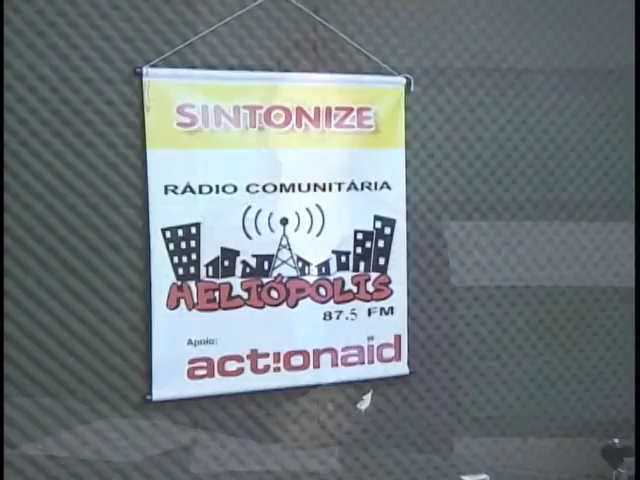 SINTONIZE
RÁDIO COMUNITÁRIA
HELIÓPOLIS
87.5 FM
Apoio:
act!onaid